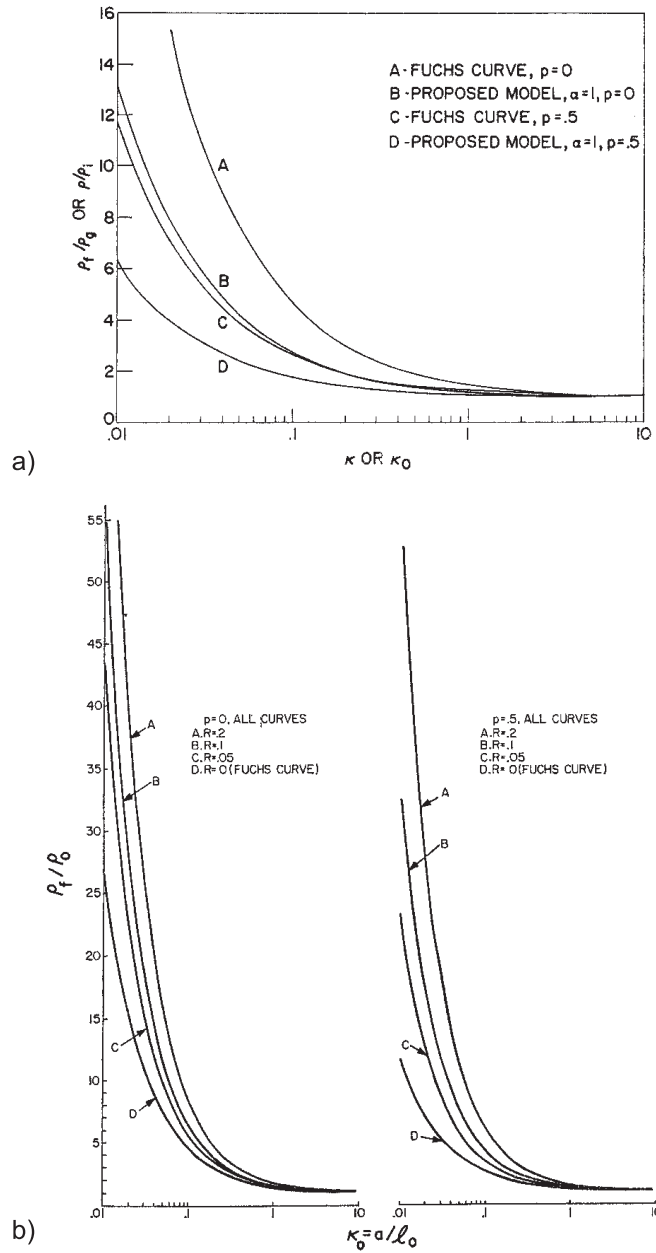 16
14
12
10
8
6
4
2
0
ρf/ρg OR ρ/ρi
A-FUCHS CURVE, p=0
B-PROPOSED MODEL, α=1, p=0
C-FUCHS CURVE, p=.5
D-PROPOSED MODEL, α=1, p=.5
A
B
C
D
.01
.1
1
10
κ OR κ₀
a)
55
50
45
40
35
30
25
20
15
10
5
ρf/ρ₀
p=0, ALL CURVES
A.R=.2
B.R=.1
C.R=.05
D.R=0(FUCHS CURVE)
A
B
C
D
.01
.1
1
10
p=.5, ALL CURVES
A.R=.2
B.R=.1
C.R=.05
D.R=0(FUCHS CURVE)
A
B
C
D
.01
.1
1
10
κ₀=a/ℓ₀
b)